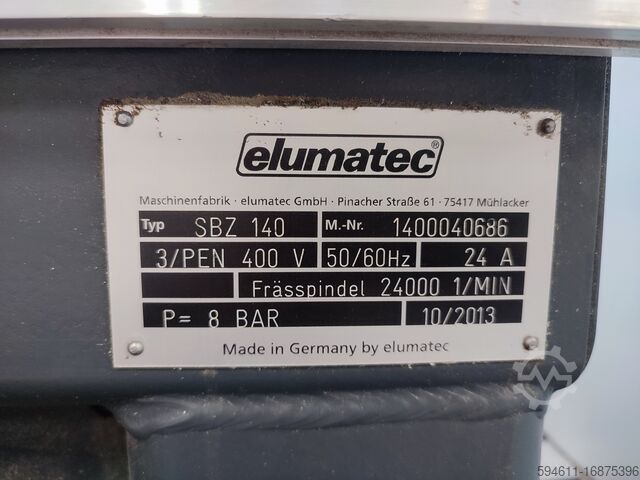 elumatec®
Maschinenfabrik · elumatec GmbH · Pinacher Straße 61 · 75417 Mühlacker
Typ SBZ 140 M.-Nr. 1400040686
3/PEN 400 V 50/60Hz 24 A
Frässpindel 24000 1/MIN
P= 8 BAR 10/2013
Made in Germany by elumatec
594611-16875396